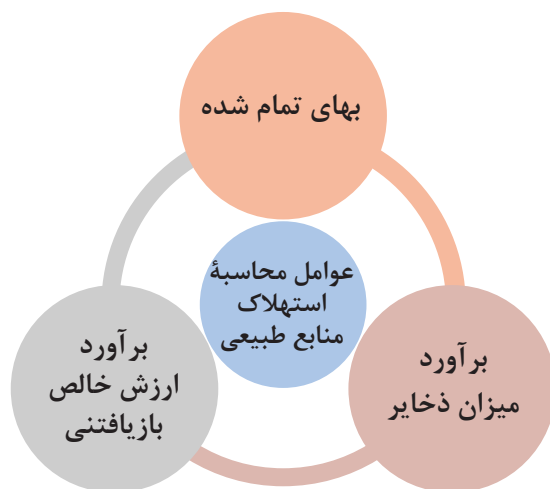 بهای تمام شده
عوامل محاسبهٔ
استهلاک
منابع طبیعی
برآورد
میزان ذخایر
برآورد
ارزش خالص
بازیافتنی